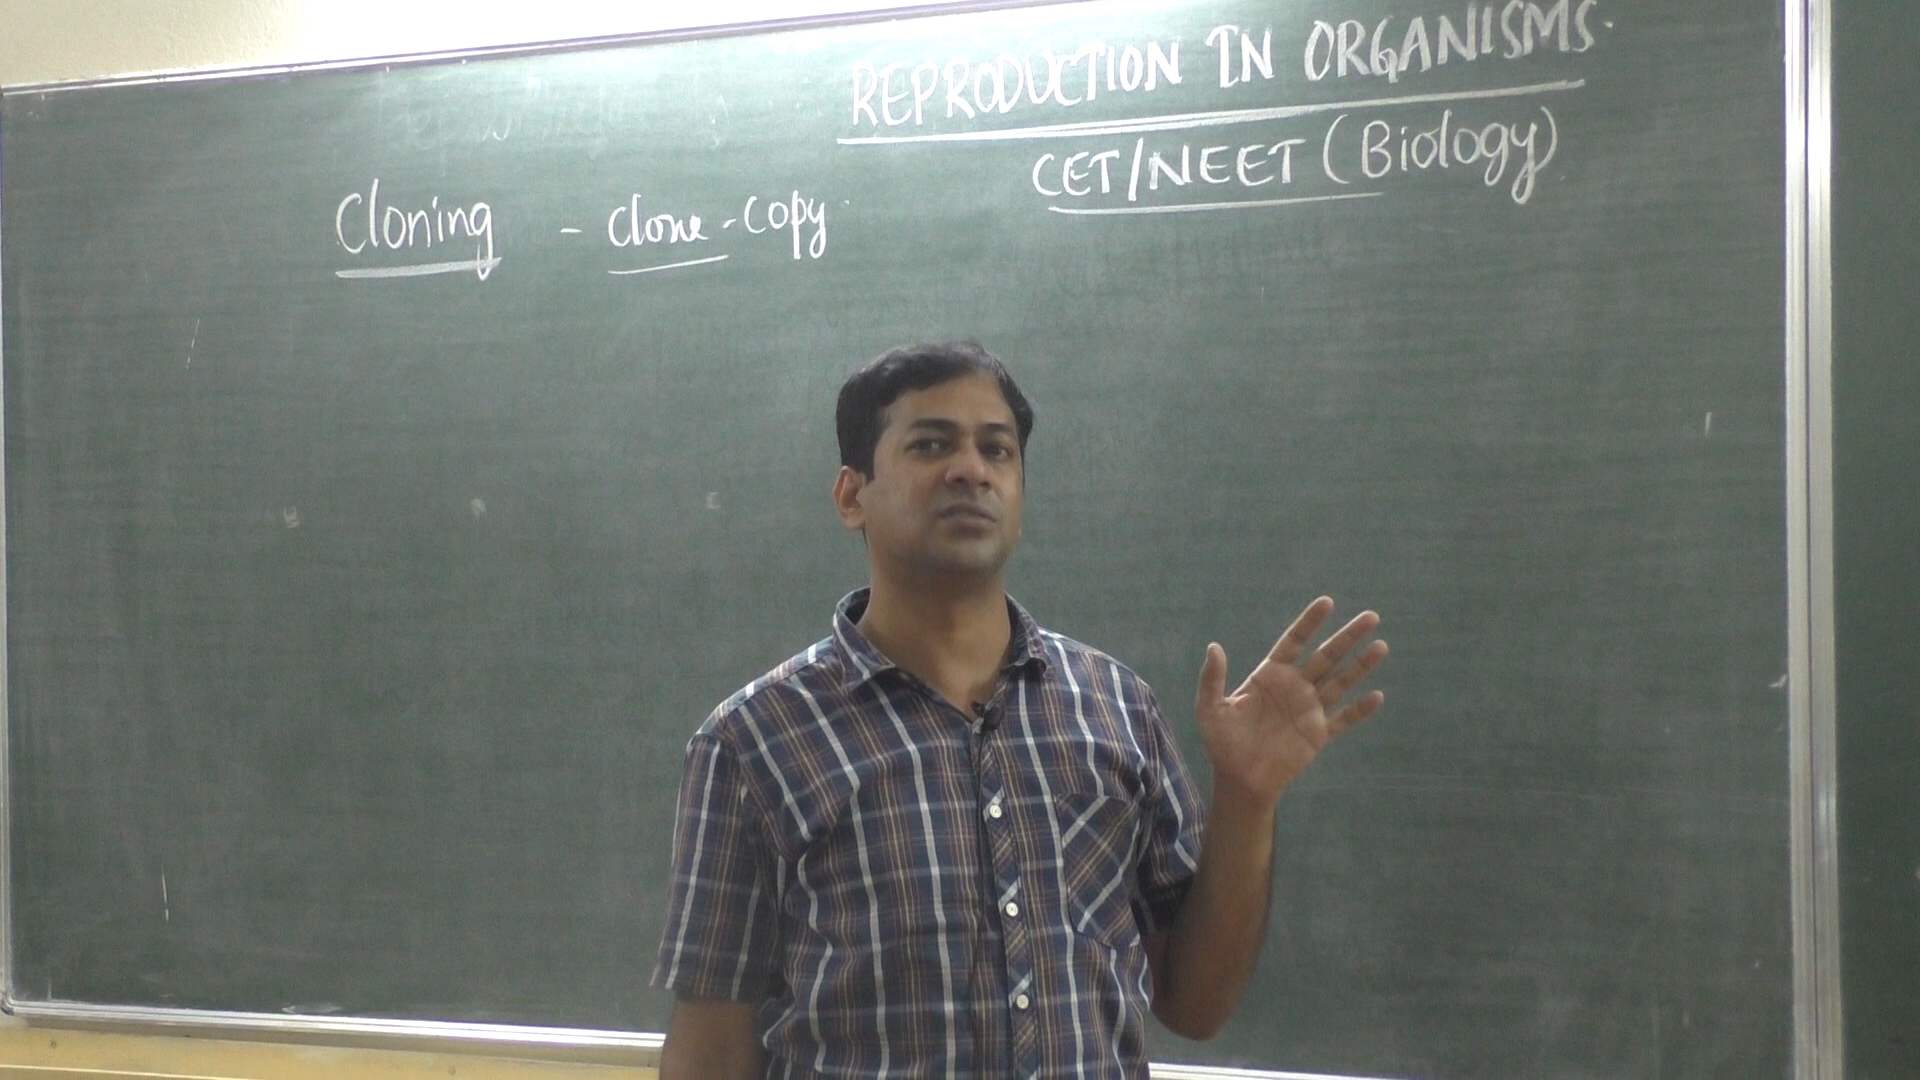 REPRODUCTION IN ORGANISMS.
CET/NEET (Biology)
Cloning - Clone - Copy.